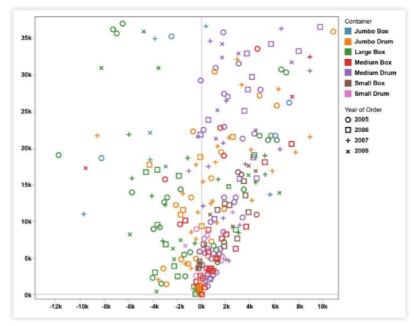 Container
Jumbo Box
Jumbo Drum
Large Box
Medium Box
Medium Drum
Small Box
Small Drum
Year of Order
2005
2006
2007
2008
35k
30k
25k
20k
15k
10k
5k
0k
-12k -10k -8k -6k -4k -2k 0k 2k 4k 6k 8k 10k